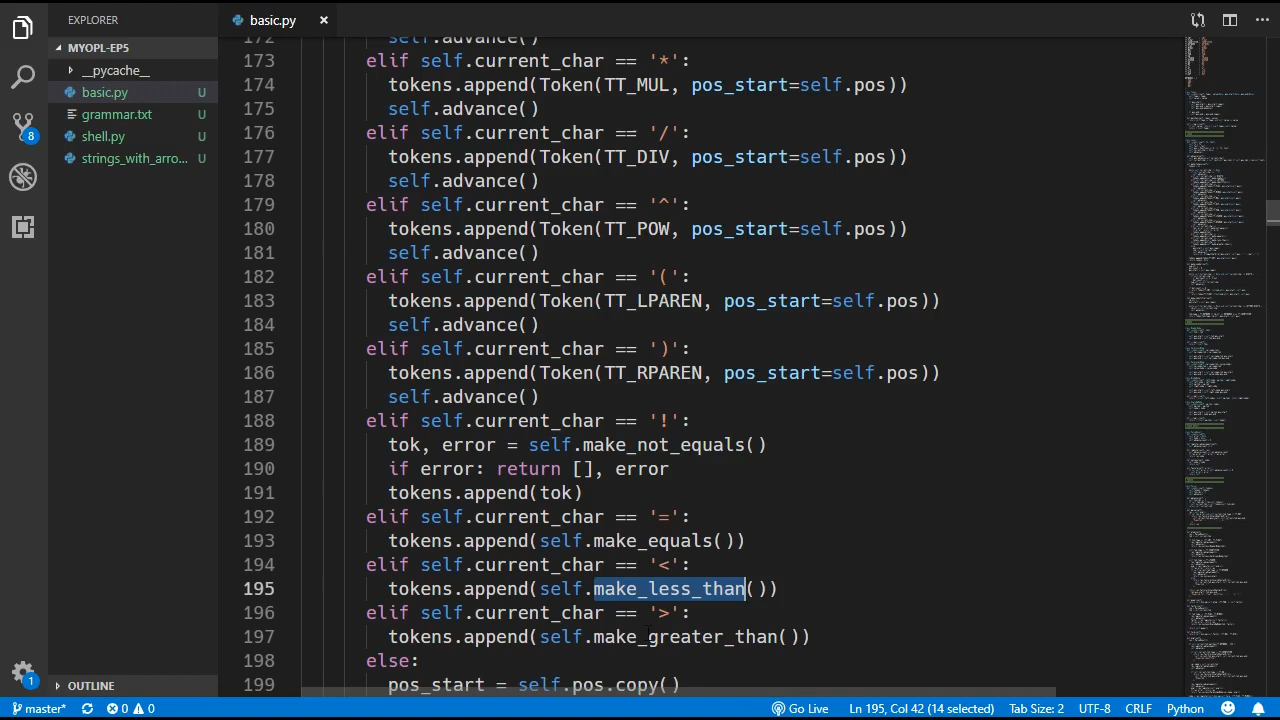 EXPLORER
basic.py
MYOPL-EP5
__pycache__
basic.py U
grammar.txt U
shell.py U
strings_with_arro... U
8
1
OUTLINE
172 self.advance()
173 elif self.current_char == '*':
174 tokens.append(Token(TT_MUL, pos_start=self.pos))
175 self.advance()
176 elif self.current_char == '/':
177 tokens.append(Token(TT_DIV, pos_start=self.pos))
178 self.advance()
179 elif self.current_char == '^':
180 tokens.append(Token(TT_POW, pos_start=self.pos))
181 self.advance()
182 elif self.current_char == '(':
183 tokens.append(Token(TT_LPAREN, pos_start=self.pos))
184 self.advance()
185 elif self.current_char == ')':
186 tokens.append(Token(TT_RPAREN, pos_start=self.pos))
187 self.advance()
188 elif self.current_char == '!':
189 tok, error = self.make_not_equals()
190 if error: return [], error
191 tokens.append(tok)
192 elif self.current_char == '=':
193 tokens.append(self.make_equals())
194 elif self.current_char == '<':
195 tokens.append(self.make_less_than())
196 elif self.current_char == '>':
197 tokens.append(self.make_greater_than())
198 else:
199 pos_start = self.pos.copy()
master* 0 0 Go Live Ln 195, Col 42 (14 selected) Tab Size: 2 UTF-8 CRLF Python